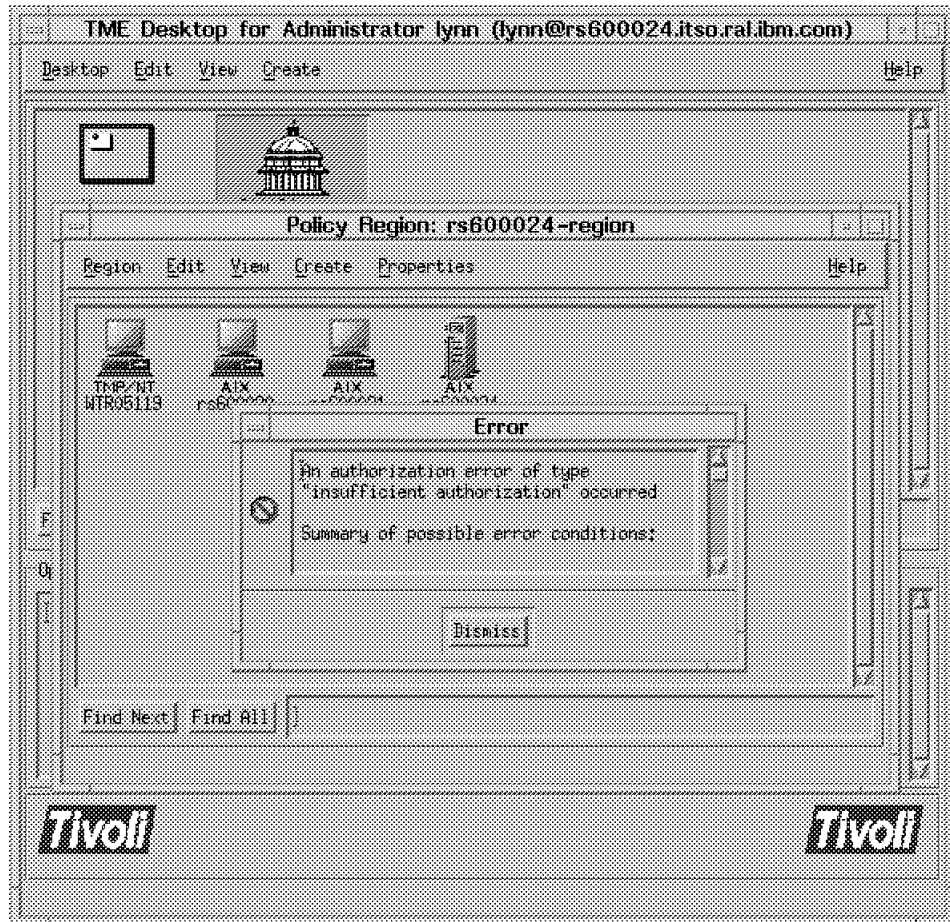 TME Desktop for Administrator lynn (lynn@rs600024.itso.ral.ibm.com)
Desktop Edit View Create Help
Policy Region: rs600024-region
Region Edit View Create Properties Help
TMP/NT AIX AIX AIX
WTR05119
Error
An authorization error of type
"insufficient authorization" occurred
Summary of possible error conditions:
Dismiss
Find Next Find All
Tivoli Tivoli